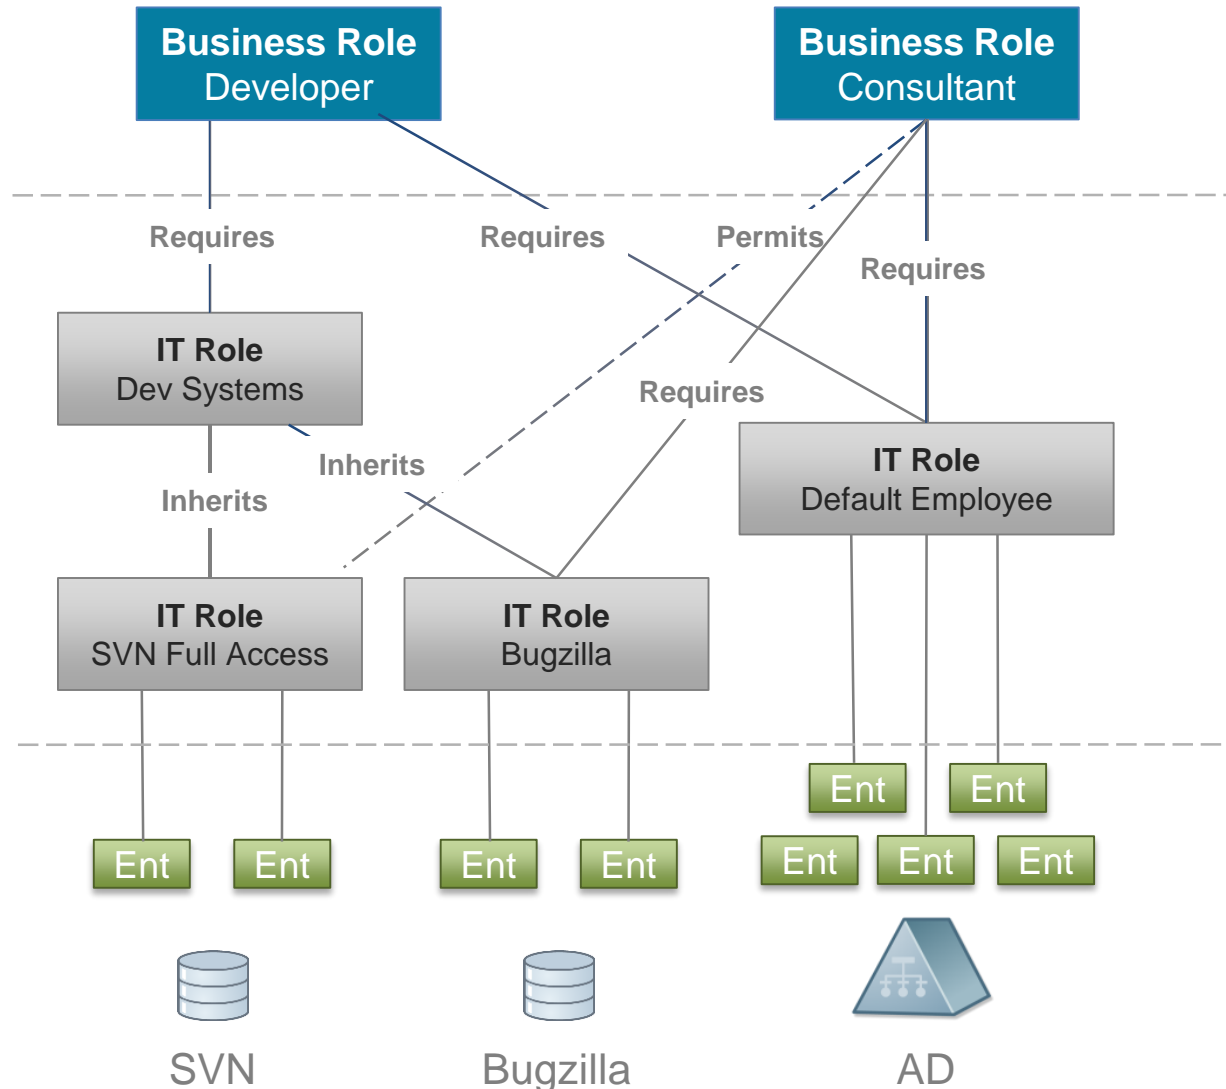 Business Role
Developer
Business Role
Consultant
Requires
Requires
Permits
Requires
IT Role
Dev Systems
Requires
Inherits
Inherits
IT Role
Default Employee
IT Role
SVN Full Access
IT Role
Bugzilla
Ent
Ent
Ent
Ent
Ent
Ent
Ent
Ent
Ent
SVN
Bugzilla
AD